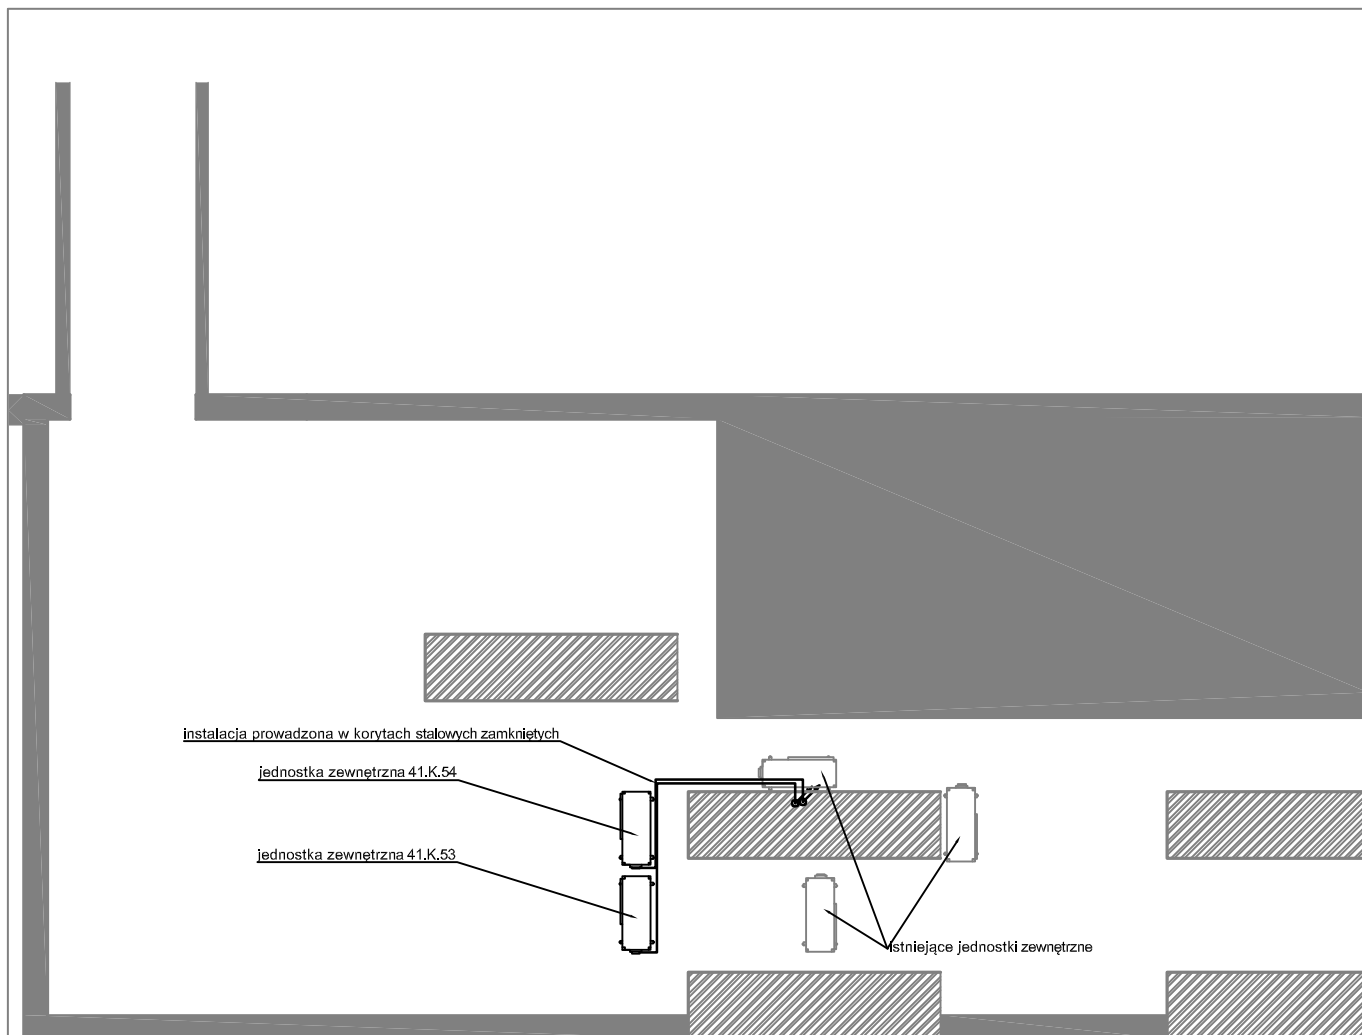 instalacja prowadzona w korytach stalowych zamkniętych
jednostka zewnętrzna 41.K.54
jednostka zewnętrzna 41.K.53
istniejące jednostki zewnętrzne